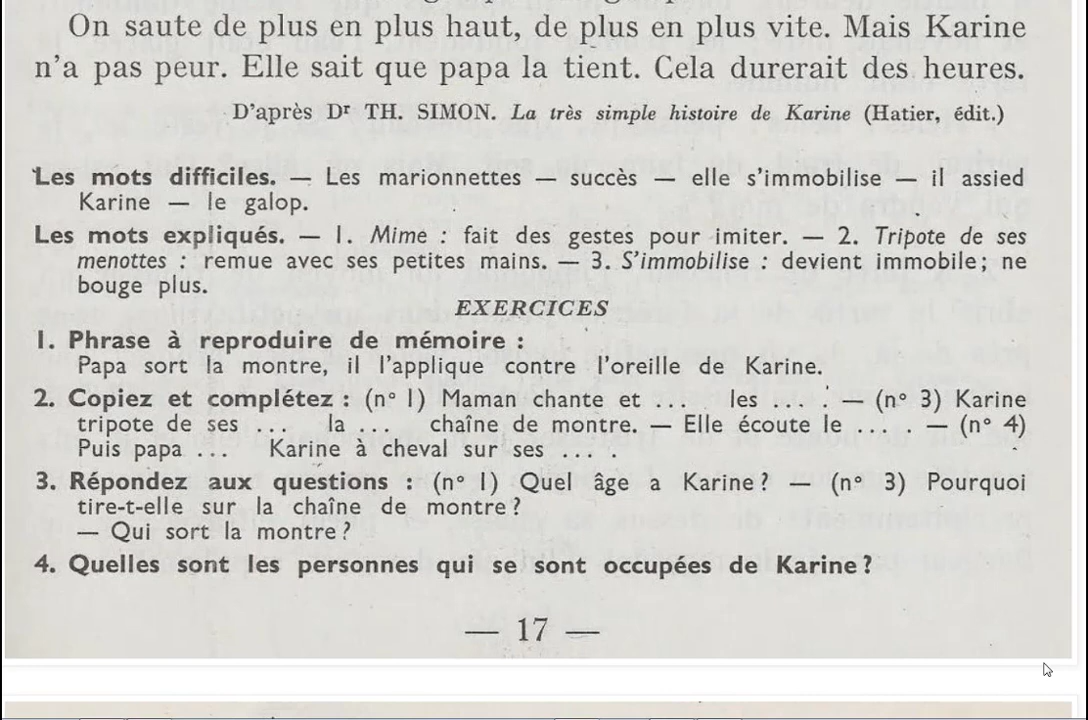 On saute de plus en plus haut, de plus en plus vite. Mais Karine
n'a pas peur. Elle sait que papa la tient. Cela durerait des heures.
D'après Dr TH. SIMON. La très simple histoire de Karine (Hatier, édit.)
Les mots difficiles. — Les marionnettes — succès — elle s'immobilise — il assied
Karine — le galop.
Les mots expliqués. — 1. Mime : fait des gestes pour imiter. — 2. Tripote de ses
menottes : remue avec ses petites mains. — 3. S'immobilise : devient immobile; ne
bouge plus.
EXERCICES
1. Phrase à reproduire de mémoire :
Papa sort la montre, il l'applique contre l'oreille de Karine.
2. Copiez et complétez : (n° 1) Maman chante et ... les ... . — (n° 3) Karine
tripote de ses ... la ... chaîne de montre. — Elle écoute le ... . — (n° 4)
Puis papa ... Karine à cheval sur ses ... .
3. Répondez aux questions : (n° 1) Quel âge a Karine? — (n° 3) Pourquoi
tire-t-elle sur la chaîne de montre?
— Qui sort la montre?
4. Quelles sont les personnes qui se sont occupées de Karine?
— 17 —